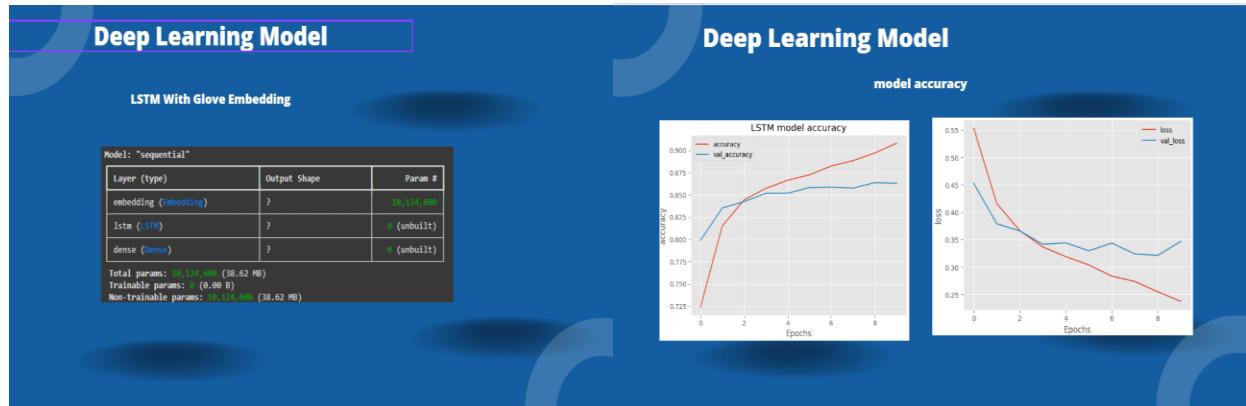 Deep Learning Model
LSTM With Glove Embedding
Model: "sequential"
Layer (type) Output Shape Param #
embedding (Embedding) ? 10,124,600
lstm (LSTM) ? 0 (unbuilt)
dense (Dense) ? 0 (unbuilt)
Total params: 10,124,600 (38.62 MB)
Trainable params: 0 (0.00 B)
Non-trainable params: 10,124,600 (38.62 MB)
Deep Learning Model
model accuracy
LSTM model accuracy
accuracy
val_accuracy
0.900
0.875
0.850
0.825
0.800
0.775
0.750
0.725
accuracy
0 2 4 6 8
Epochs
loss
val_loss
0.55
0.50
0.45
0.40
0.35
0.30
0.25
loss
0 2 4 6 8
Epochs